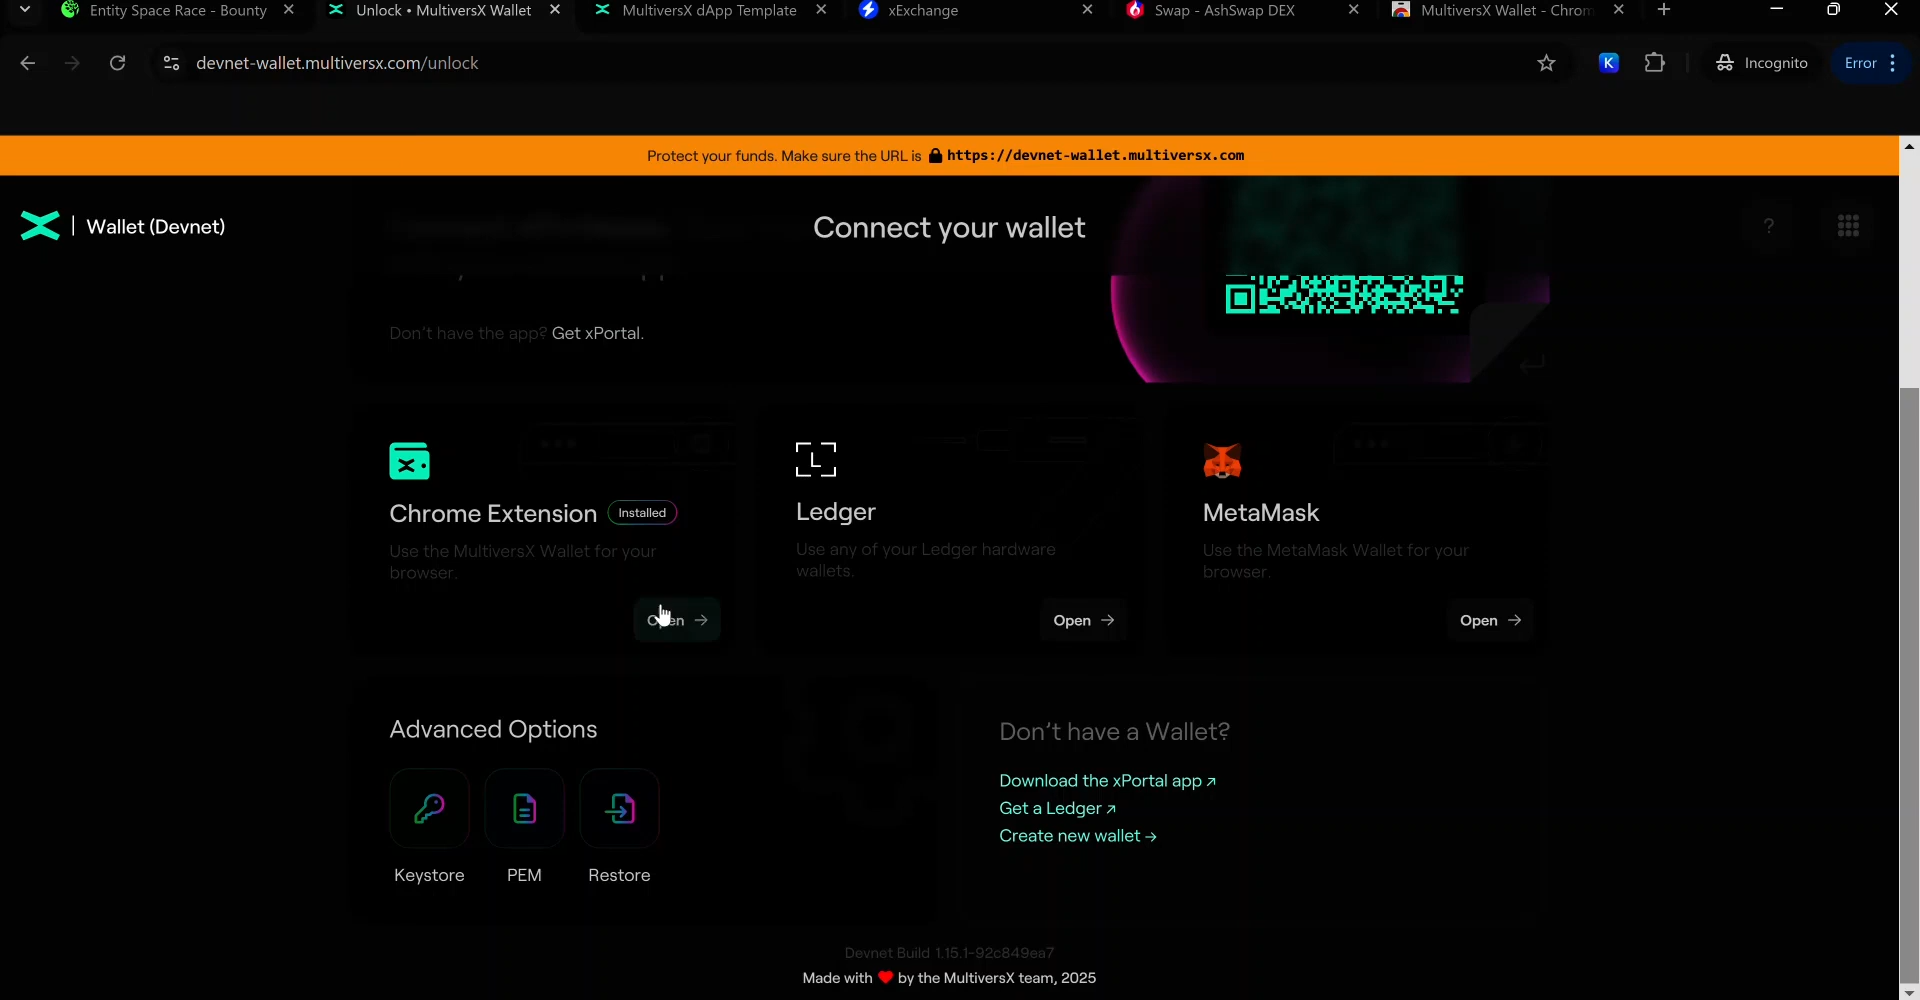 Entity Space Race - Bounty
Unlock • MultiversX Wallet
MultiversX dApp Template
xExchange
Swap - AshSwap DEX
MultiversX Wallet - Chrom
devnet-wallet.multiversx.com/unlock
K
Incognito
Error
Protect your funds. Make sure the URL is https://devnet-wallet.multiversx.com
Wallet (Devnet)
Connect your wallet
?
Don't have the app? Get xPortal.
Chrome Extension Installed
Use the MultiversX Wallet for your
browser.
Open →
L
Ledger
Use any of your Ledger hardware
wallets.
Open →
MetaMask
Use the MetaMask Wallet for your
browser.
Open →
Advanced Options
Keystore
PEM
Restore
Don't have a Wallet?
Download the xPortal app ↗
Get a Ledger ↗
Create new wallet →
Devnet Build 1.15.1-92c849ea7
Made with ❤ by the MultiversX team, 2025